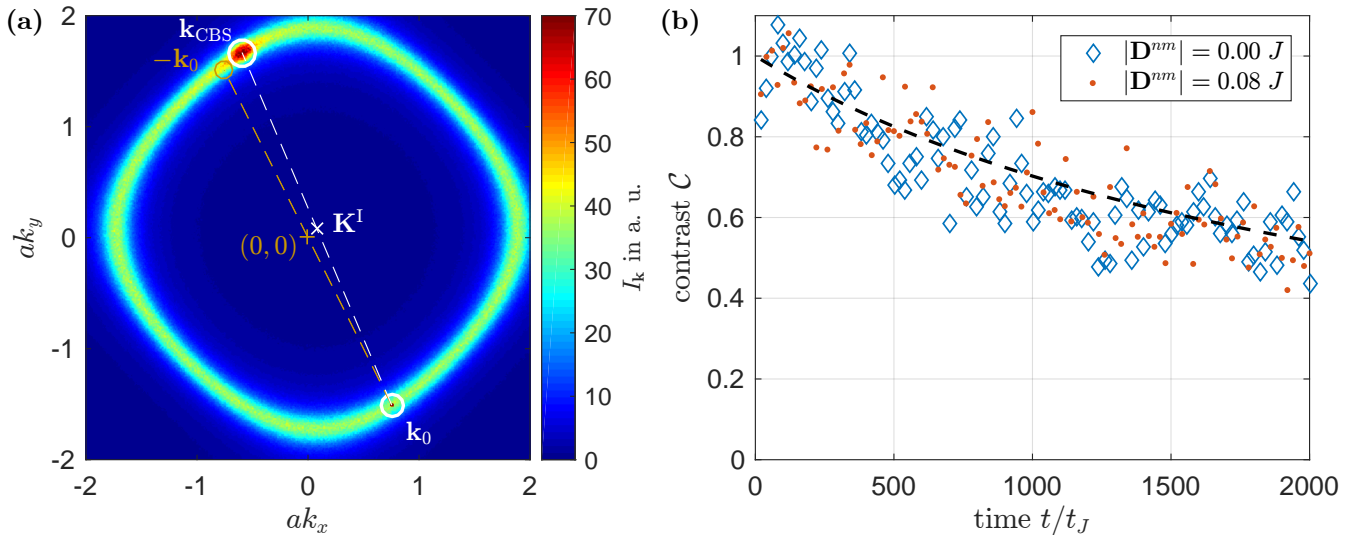 (a)
2
1
0
-1
-2
-2
-1
0
1
2
ak_x
ak_y
k_CBS
−k_0
(0, 0)
K^I
k_0
70
60
50
40
30
20
10
0
I_k in a. u.
(b)
1
0.8
0.6
0.4
0.2
0
0
500
1000
1500
2000
time t/t_J
contrast C
|D^{nm}| = 0.00 J
|D^{nm}| = 0.08 J